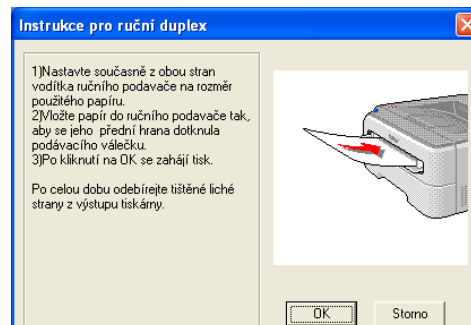 Instrukce pro ruční duplex
1)Nastavte současně z obou stran
vodítka ručního podavače na rozměr
použitého papíru.
2)Vložte papír do ručního podavače tak,
aby se jeho přední hrana dotknula
podávacího válečku.
3)Po kliknutí na OK se zahájí tisk.
Po celou dobu odebírejte tištěné liché
strany z výstupu tiskárny.
OK
Storno